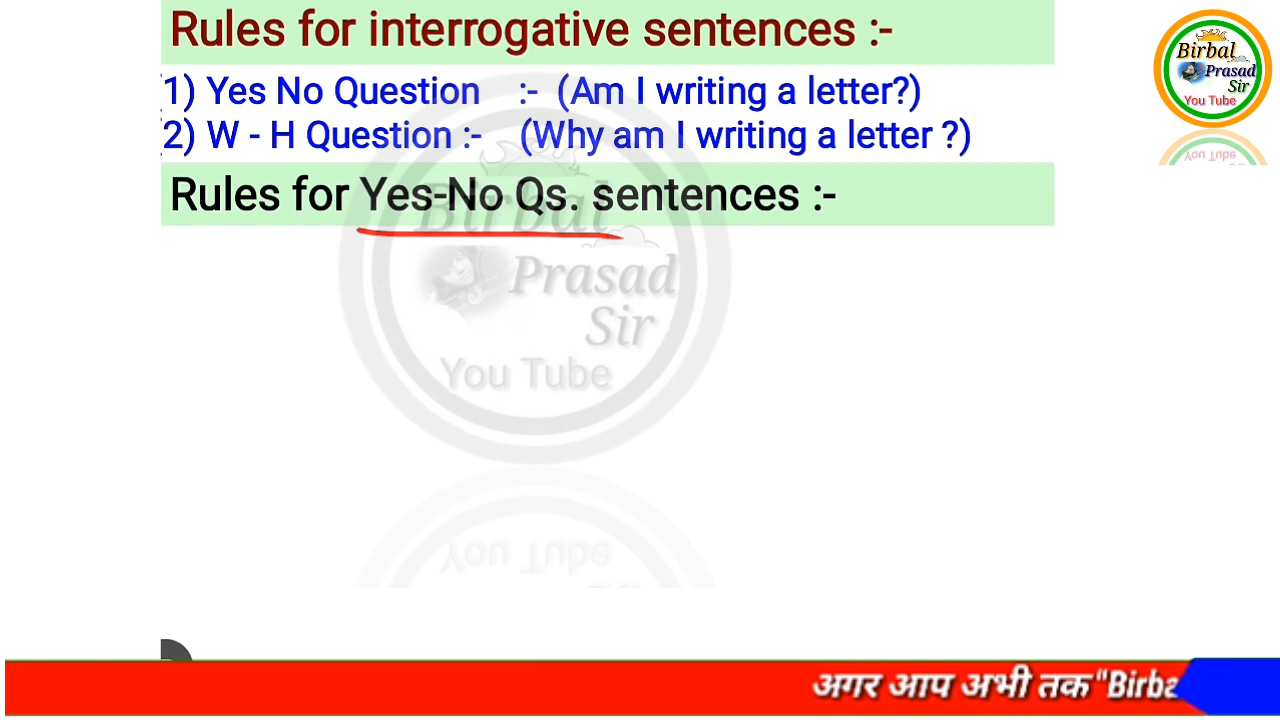 Rules for interrogative sentences :-
1) Yes No Question :- (Am I writing a letter?)
2) W - H Question :- (Why am I writing a letter ?)
Rules for Yes-No Qs. sentences :-
Birbal
Prasad
Sir
You Tube
Birbal
Prasad
Sir
You Tube
अगर आप अभी तक "Birba